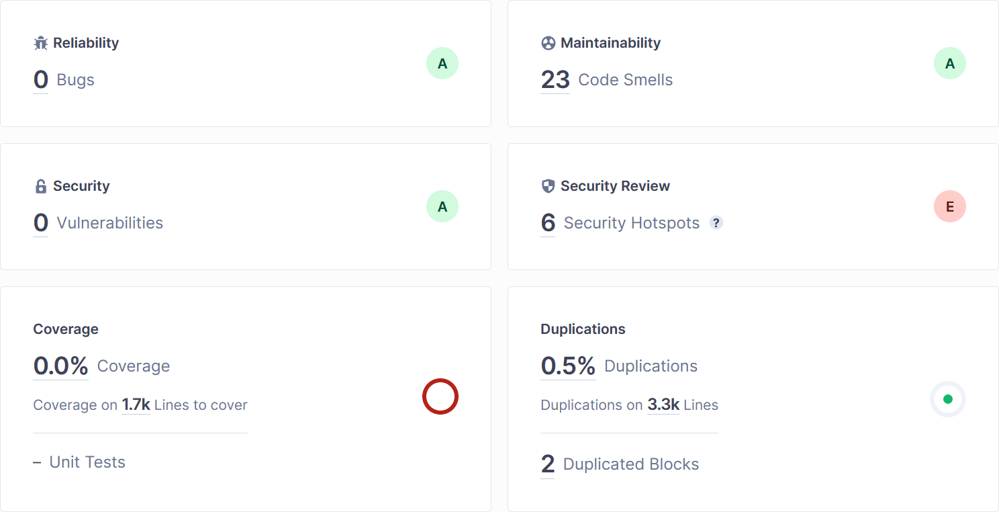 Reliability
0 Bugs
A
Maintainability
23 Code Smells
A
Security
0 Vulnerabilities
A
Security Review
6 Security Hotspots ?
E
Coverage
0.0% Coverage
Coverage on 1.7k Lines to cover
– Unit Tests
Duplications
0.5% Duplications
Duplications on 3.3k Lines
2 Duplicated Blocks